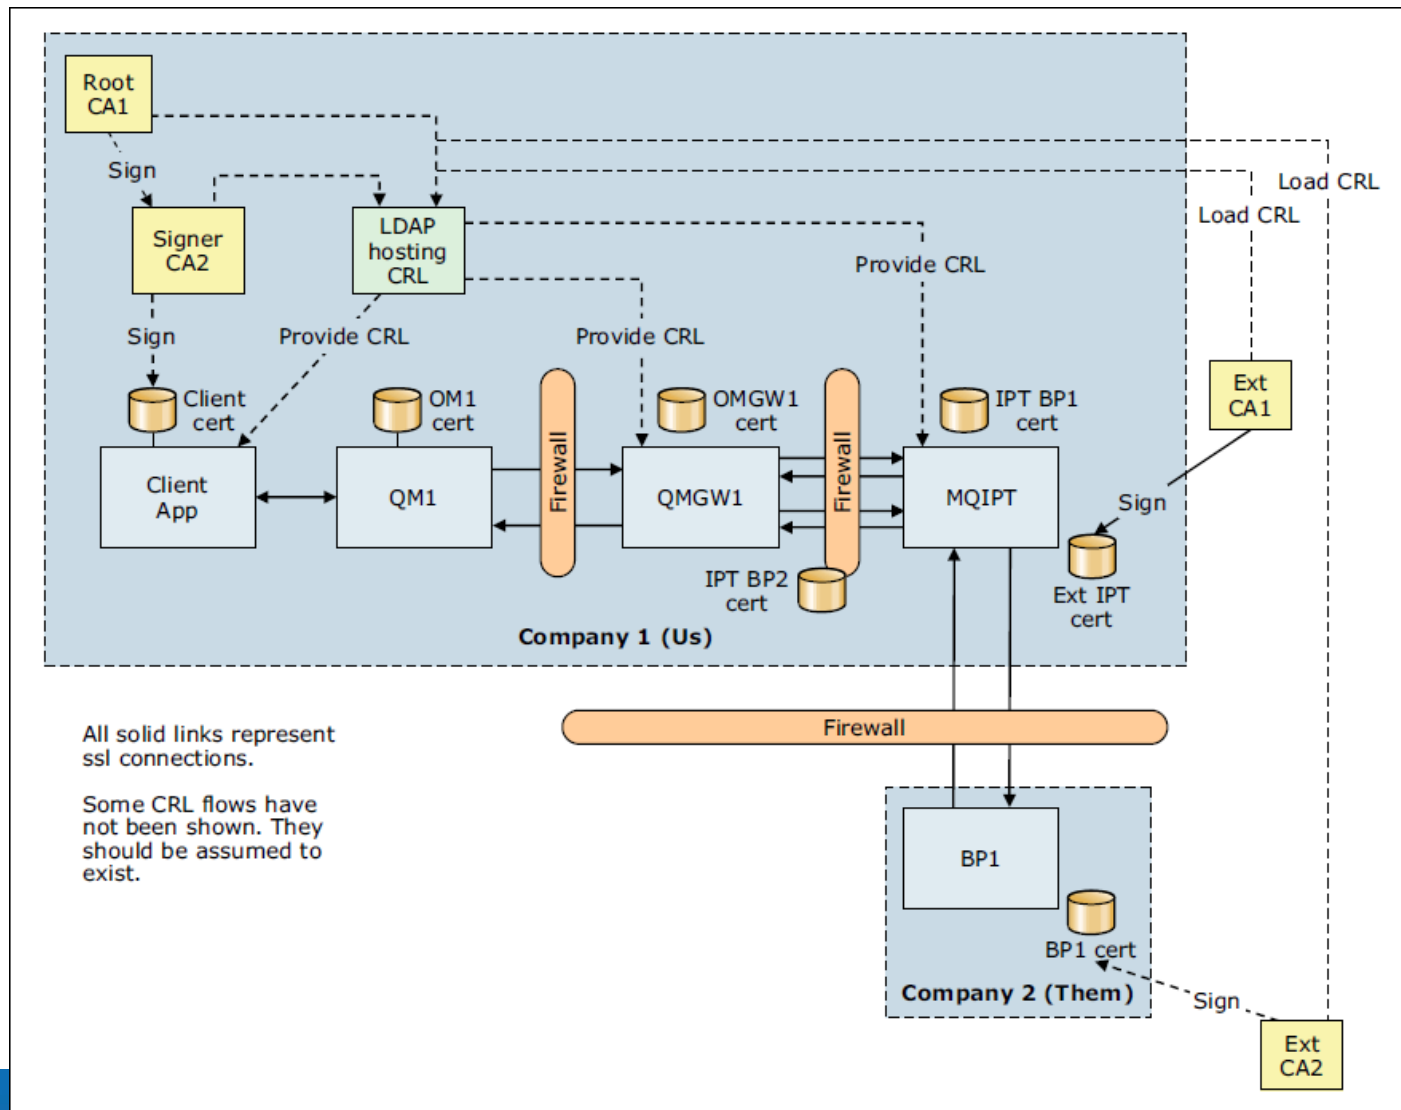 Root
CA1
Sign
Load CRL
Load CRL
Signer
CA2
LDAP
hosting
CRL
Provide CRL
Sign
Provide CRL
Provide CRL
Client
cert
OM1
cert
OMGW1
cert
IPT BP1
cert
Ext
CA1
Client
App
QM1
Firewall
QMGW1
Firewall
MQIPT
Sign
IPT BP2
cert
Ext IPT
cert
Company 1 (Us)
All solid links represent
ssl connections.
Some CRL flows have
not been shown. They
should be assumed to
exist.
Firewall
BP1
BP1 cert
Company 2 (Them)
Sign
Ext
CA2